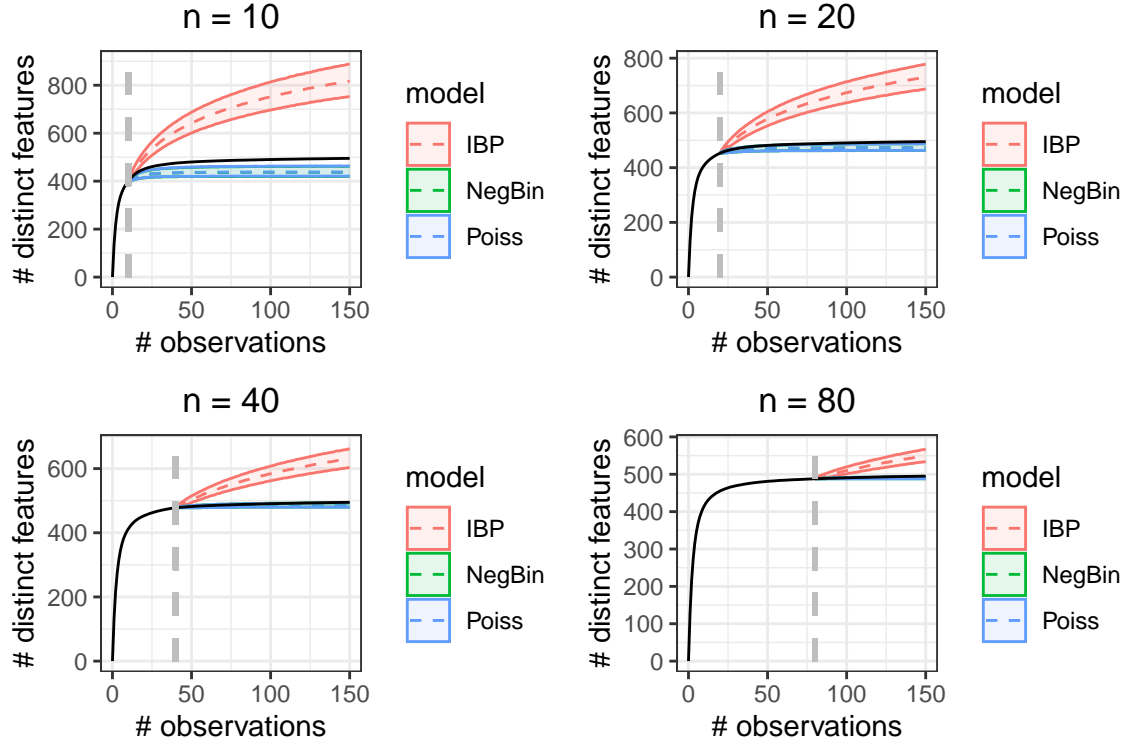 n = 10
# distinct features
800
600
400
200
0
0 50 100 150
# observations
model
IBP
NegBin
Poiss
n = 20
# distinct features
800
600
400
200
0
0 50 100 150
# observations
model
IBP
NegBin
Poiss
n = 40
# distinct features
600
400
200
0
0 50 100 150
# observations
model
IBP
NegBin
Poiss
n = 80
# distinct features
600
500
400
300
200
100
0
0 50 100 150
# observations
model
IBP
NegBin
Poiss